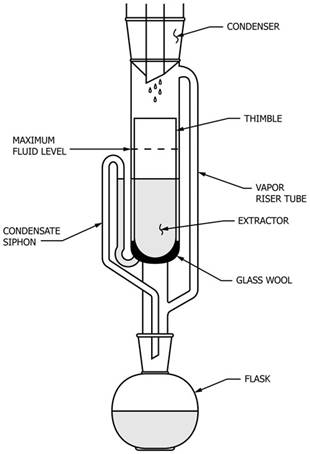 CONDENSER
THIMBLE
MAXIMUM
FLUID LEVEL
VAPOR
RISER TUBE
EXTRACTOR
CONDENSATE
SIPHON
GLASS WOOL
FLASK